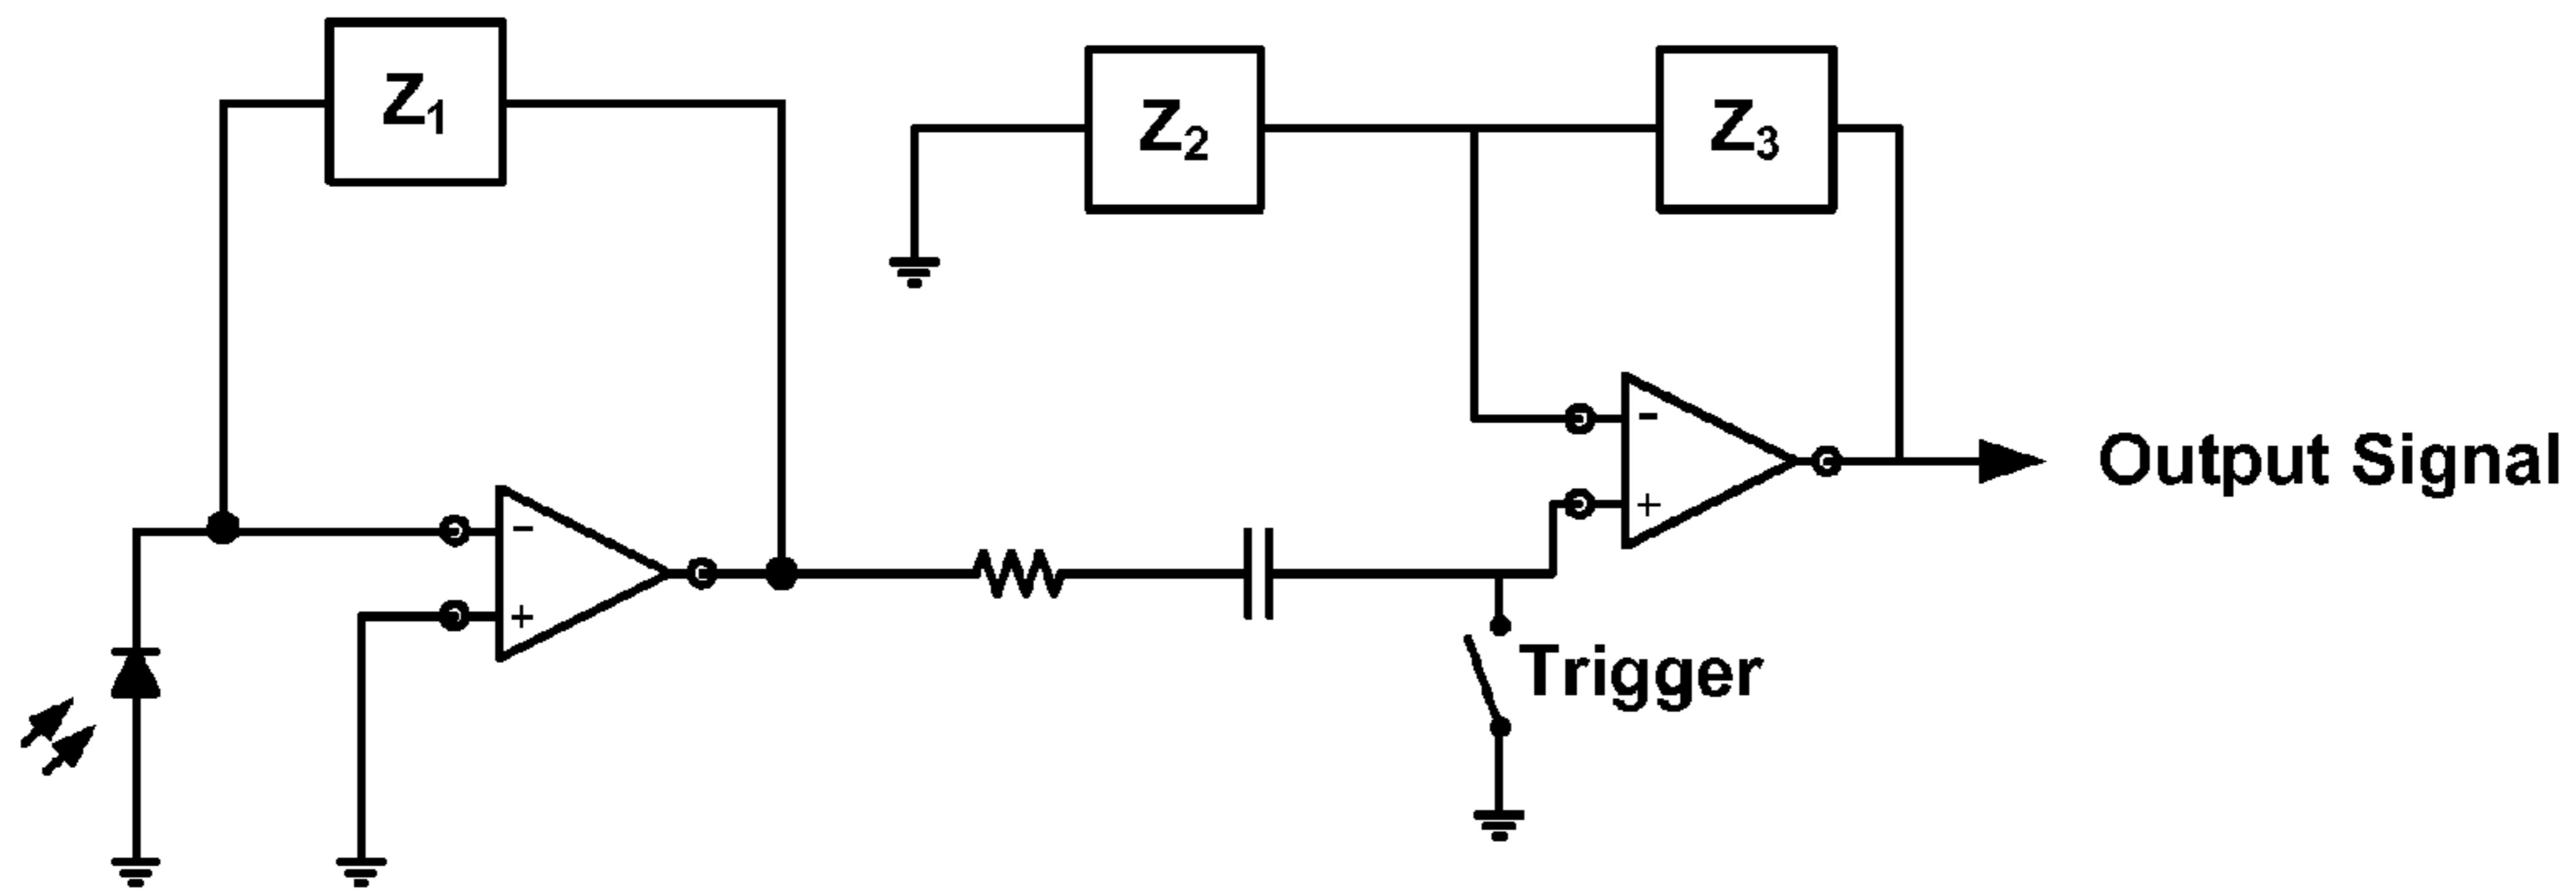 Z1
Z2
Z3
-
+
-
+
Output Signal
Trigger